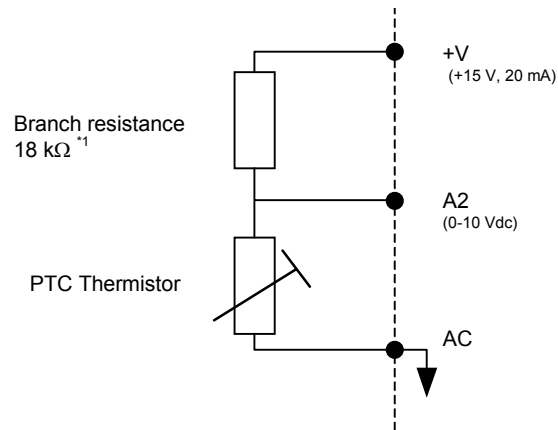 +V
(+15 V, 20 mA)
Branch resistance
18 kΩ *1
A2
(0-10 Vdc)
PTC Thermistor
AC